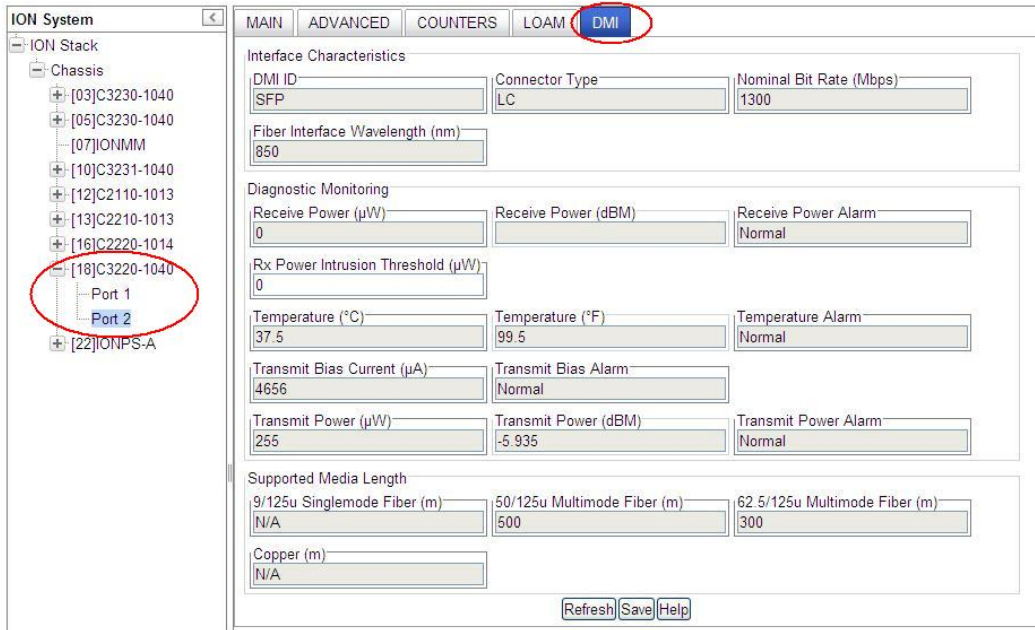 ION System
ION Stack
Chassis
[03]C3230-1040
[05]C3230-1040
[07]IONMM
[10]C3231-1040
[12]C2110-1013
[13]C2210-1013
[16]C2220-1014
[18]C3220-1040
Port 1
Port 2
[22]IONPS-A
MAIN ADVANCED COUNTERS LOAM DMI
Interface Characteristics
DMI ID Connector Type Nominal Bit Rate (Mbps)
SFP LC 1300
Fiber Interface Wavelength (nm)
850
Diagnostic Monitoring
Receive Power (µW) Receive Power (dBM) Receive Power Alarm
0 Normal
Rx Power Intrusion Threshold (µW)
0
Temperature (°C) Temperature (°F) Temperature Alarm
37.5 99.5 Normal
Transmit Bias Current (µA) Transmit Bias Alarm
4656 Normal
Transmit Power (µW) Transmit Power (dBM) Transmit Power Alarm
255 -5.935 Normal
Supported Media Length
9/125u Singlemode Fiber (m) 50/125u Multimode Fiber (m) 62.5/125u Multimode Fiber (m)
N/A 500 300
Copper (m)
N/A
Refresh Save Help